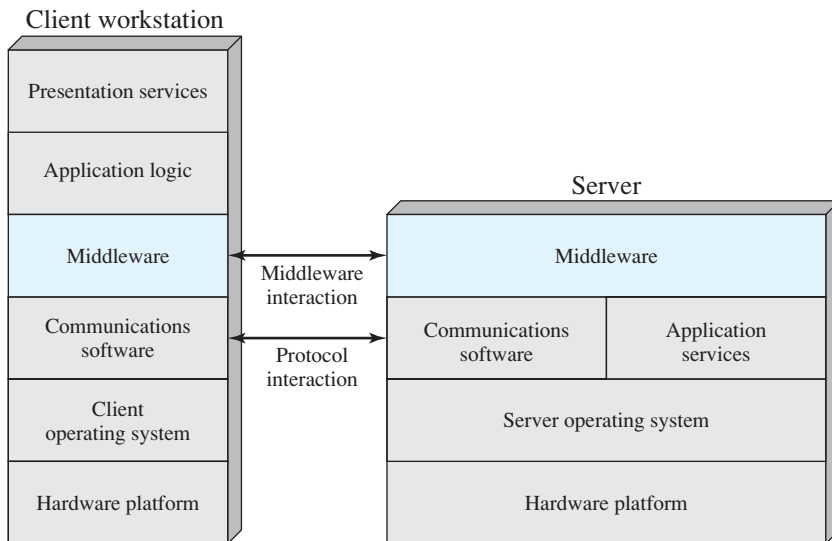 Client workstation
Presentation services
Application logic
Middleware
Communications
software
Client
operating system
Hardware platform
Middleware
interaction
Protocol
interaction
Server
Middleware
Communications
software
Application
services
Server operating system
Hardware platform